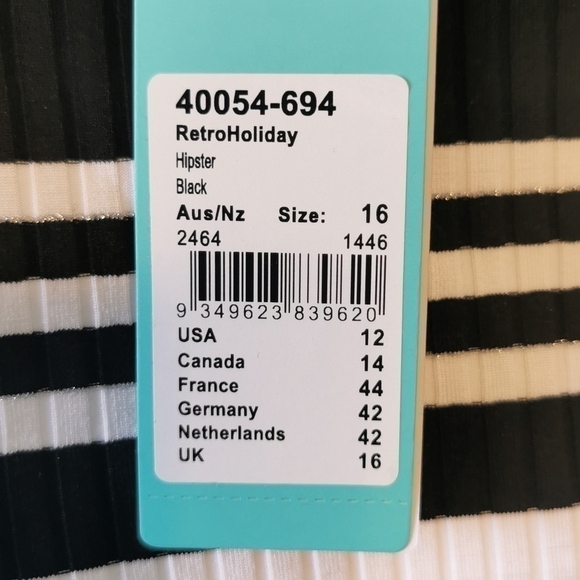 40054-694
RetroHoliday
Hipster
Black
Aus/Nz Size: 16
2464 1446
9 349623 839620
USA 12
Canada 14
France 44
Germany 42
Netherlands 42
UK 16